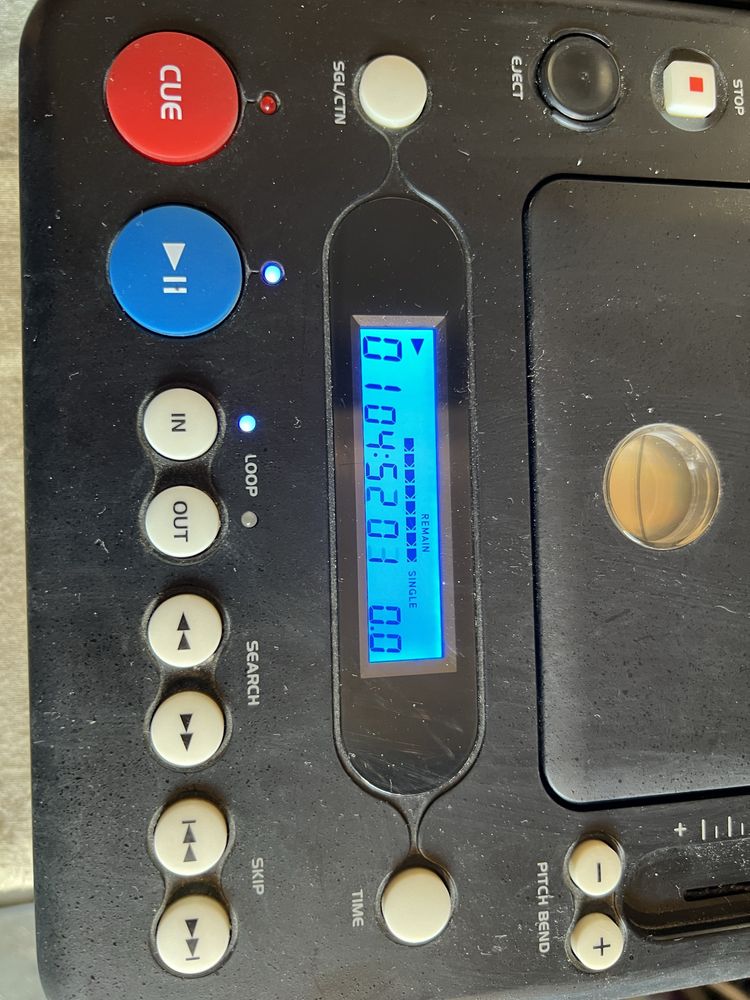 STOP
EJECT
PITCH BEND
- +
REMAIN SINGLE
01 04:52 01 0.0
SGL/CTN
TIME
LOOP SEARCH SKIP
CUE IN OUT